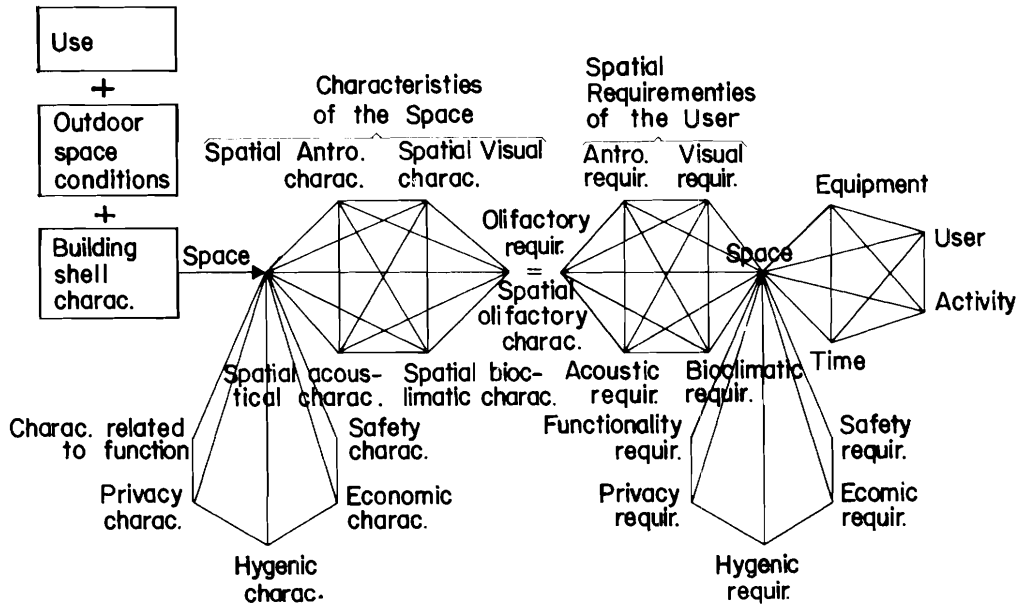 Use
+
Outdoor
space
conditions
+
Building
shell
charac.
Space
Characteristies
of the Space
Spatial Antro.
charac.
Spatial Visual
charac.
Spatial acous-
tical charac.
Spatial bioc-
limatic charac.
Olifactory
requir.
=
Spatial
olifactory
charac.
Charac. related
to function
Privacy
charac.
Hygenic
charac.
Economic
charac.
Safety
charac.
Spatial
Requirementies
of the User
Antro.
requir.
Visual
requir.
Space
Acoustic
requir.
Bioclimatic
requir.
Functionality
requir.
Privacy
requir.
Hygenic
requir.
Ecomic
requir.
Safety
requir.
Equipment
User
Activity
Time